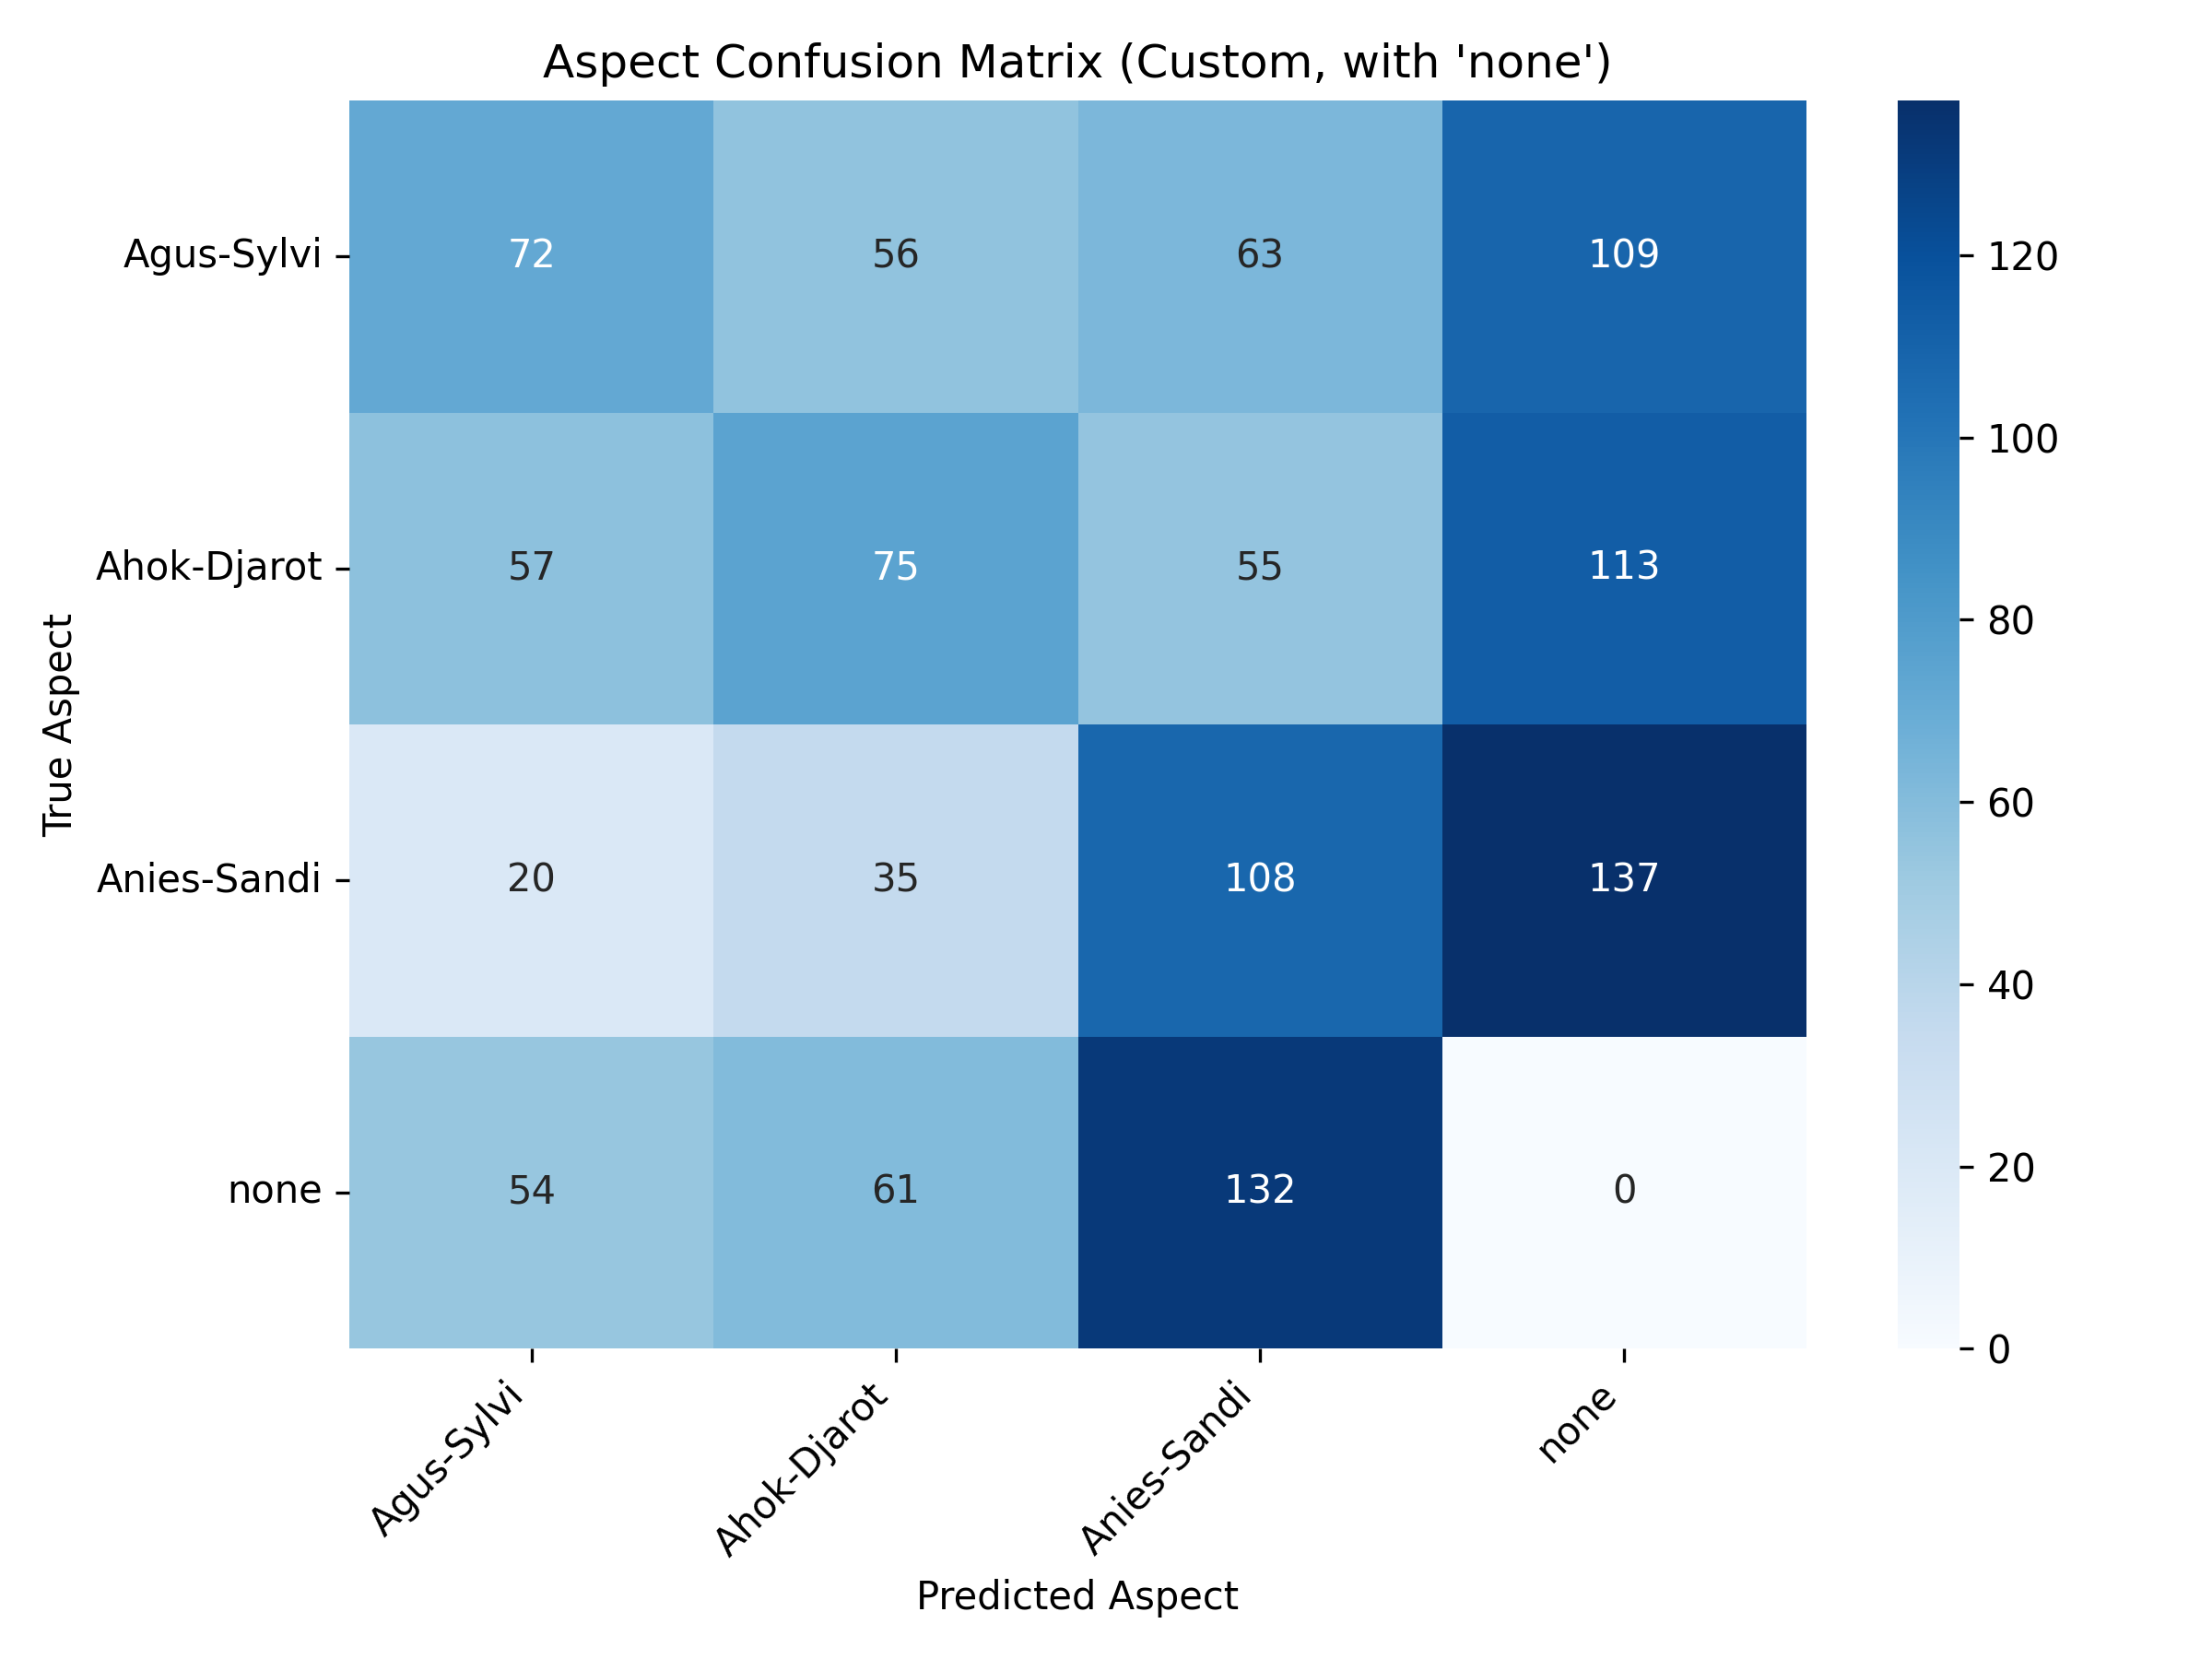 Aspect Confusion Matrix (Custom, with 'none')
Agus-Sylvi 72 56 63 109
Ahok-Djarot 57 75 55 113
Anies-Sandi 20 35 108 137
none 54 61 132 0
True Aspect
Agus-Sylvi Ahok-Djarot Anies-Sandi none
Predicted Aspect
120
100
80
60
40
20
0